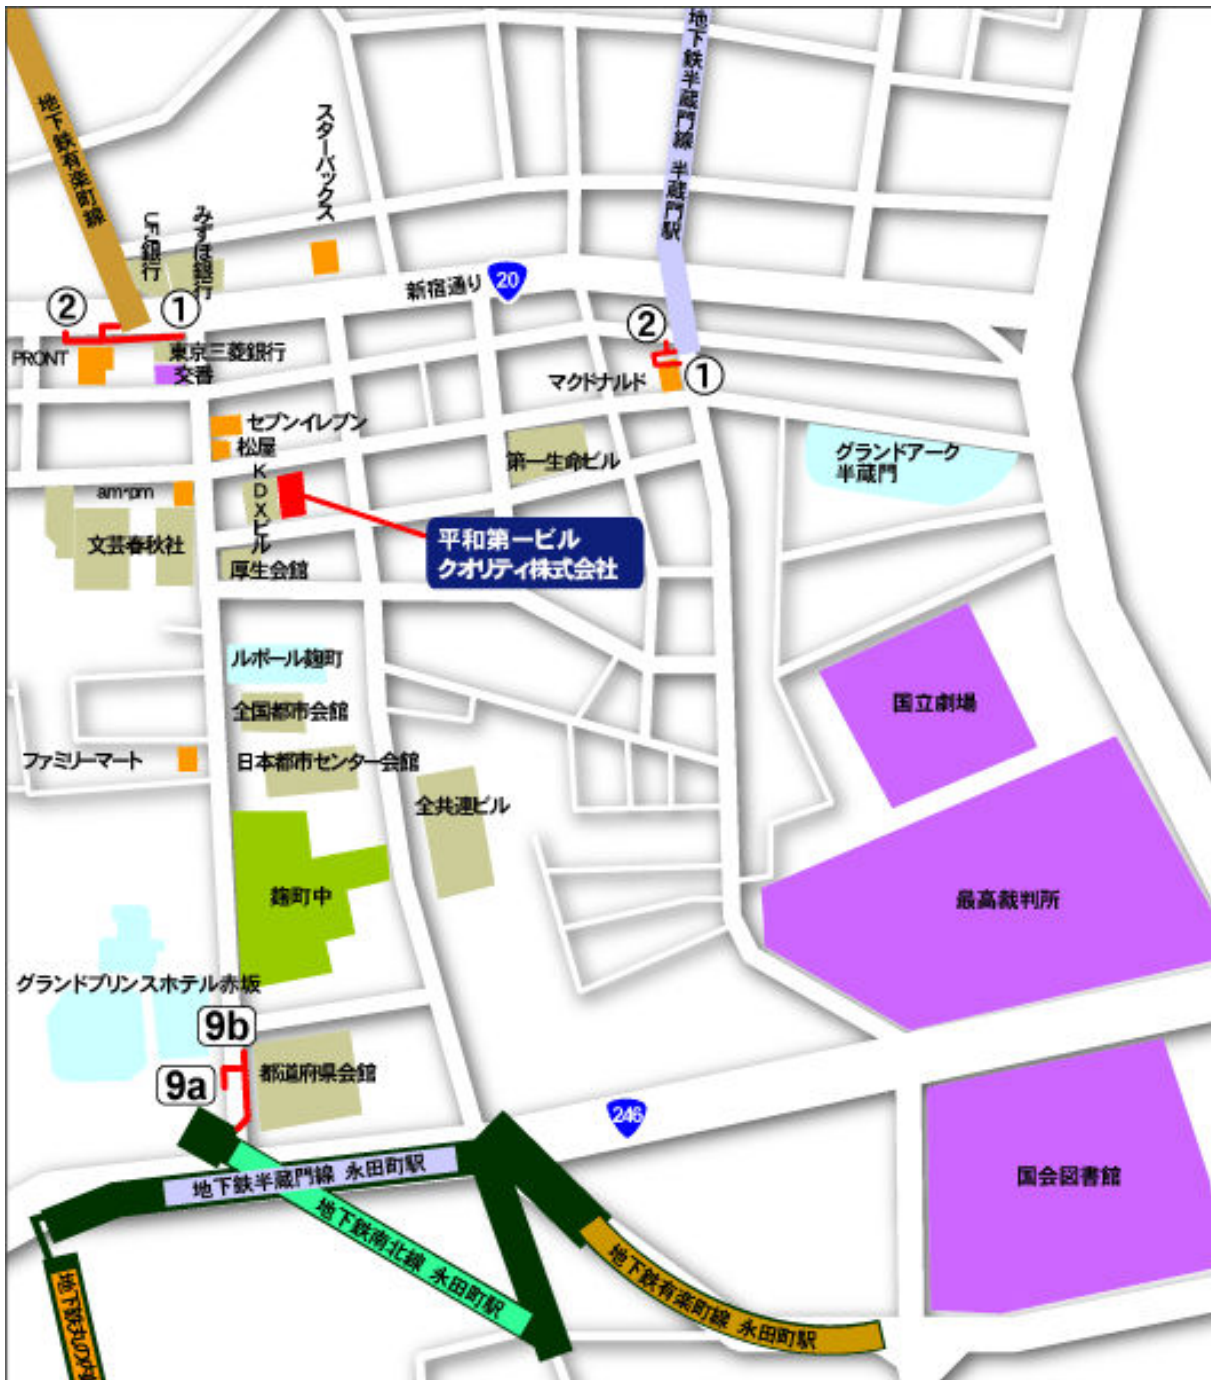 地下鉄半蔵門線 半蔵門駅
地下鉄有楽町線
スターバックス
UFJ銀行
みずほ銀行
新宿通り
20
②
①
②
①
PRONT
東京三菱銀行
交番
マクドナルド
セブンイレブン
松屋
KDXビル
第一生命ビル
グランドアーク
半蔵門
am・pm
文芸春秋社
平和第一ビル
クオリティ株式会社
厚生会館
ルポール麹町
全国都市会館
国立劇場
ファミリーマート
日本都市センター会館
全共連ビル
麹町中
最高裁判所
グランドプリンスホテル赤坂
9b
9a
都道府県会館
246
地下鉄半蔵門線 永田町駅
国会図書館
地下鉄南北線 永田町駅
地下鉄有楽町線 永田町駅
地下鉄丸の内